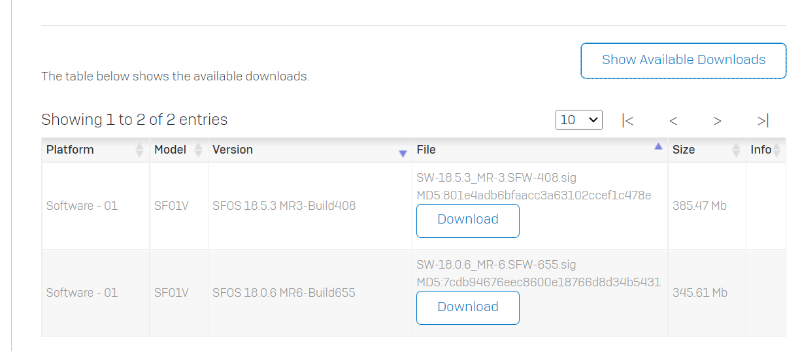 Show Available Downloads
The table below shows the available downloads.
Showing 1 to 2 of 2 entries 10 |< < > >|
Platform Model Version File Size Info
SW-18.5.3_MR-3.SFW-408.sig
MD5:801e4adb6bfaacc3a63102ccef1c478e
Software - 01 SF01V SFOS 18.5.3 MR3-Build408 385.47 Mb
Download
SW-18.0.6_MR-6.SFW-655.sig
MD5:7cdb94676eec8600e18766d8d34b5431
Software - 01 SF01V SFOS 18.0.6 MR6-Build655 345.61 Mb
Download